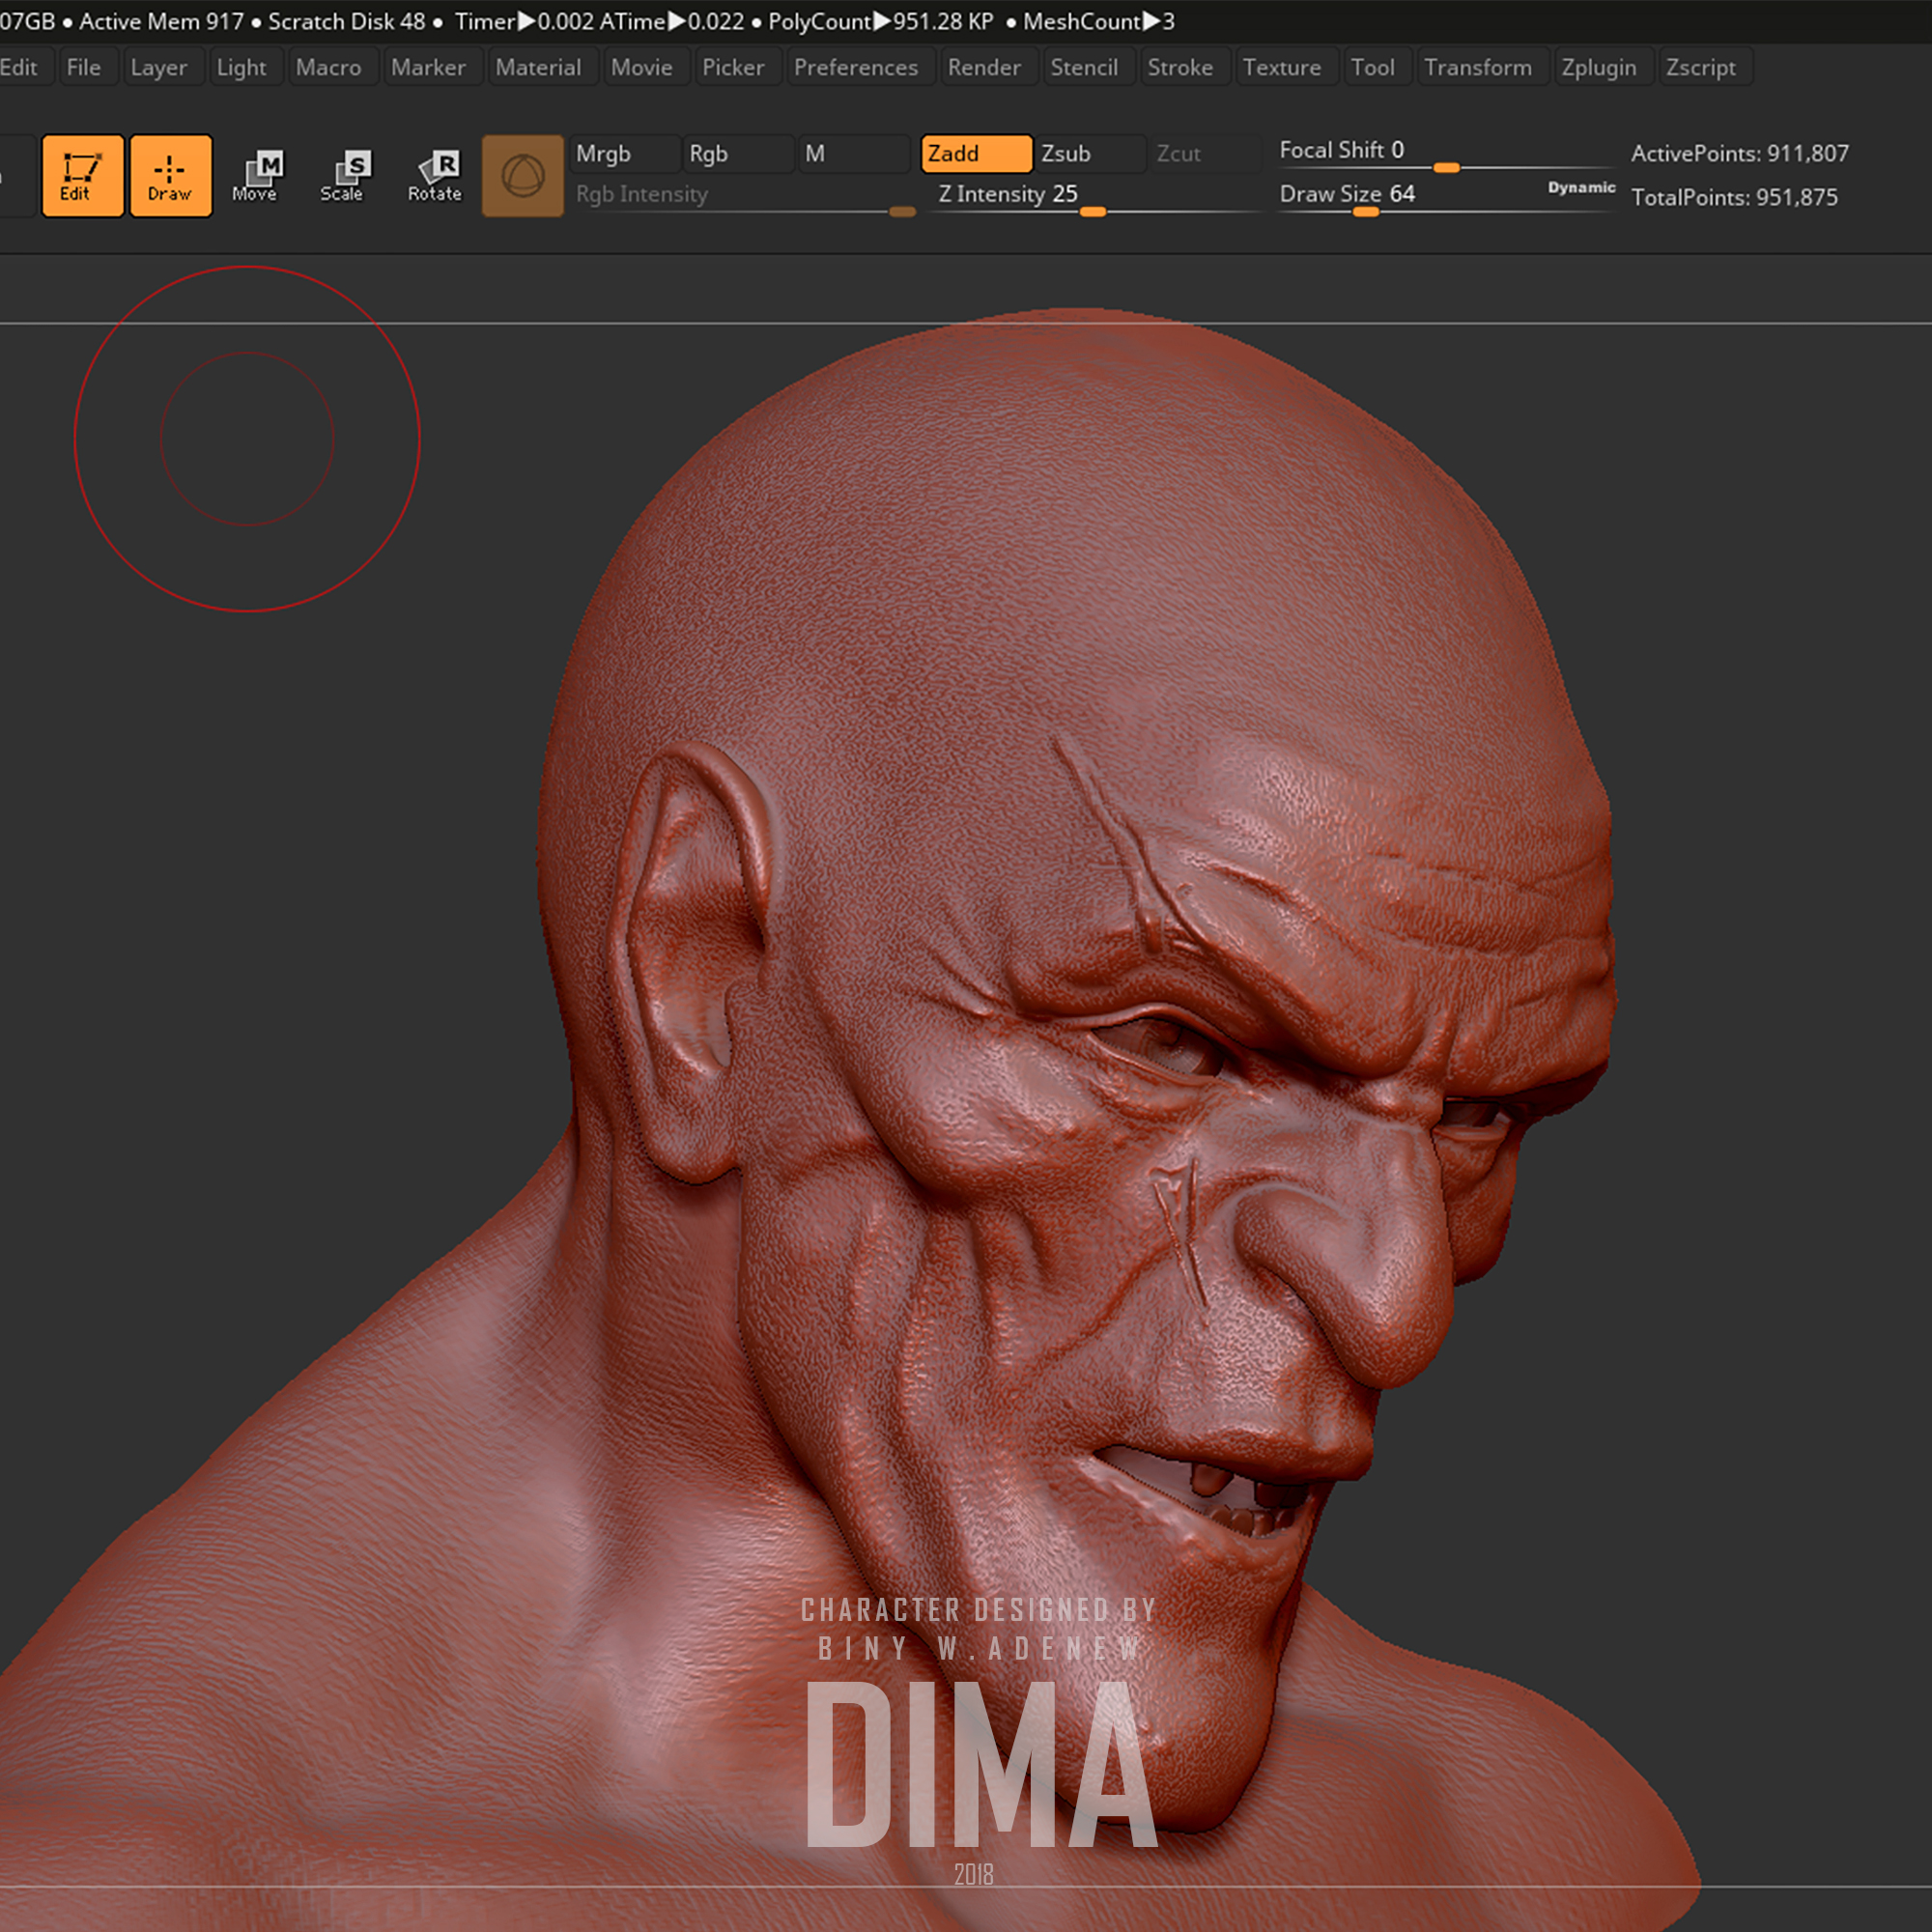 07GB ● Active Mem 917 ● Scratch Disk 48 ● Timer▶0.002 ATime▶0.022 ● PolyCount▶951.28 KP ● MeshCount▶3
Edit File Layer Light Macro Marker Material Movie Picker Preferences Render Stencil Stroke Texture Tool Transform Zplugin Zscript
Edit Draw M Move S Scale R Rotate
Mrgb Rgb M Zadd Zsub Zcut Focal Shift 0 ActivePoints: 911,807
Rgb Intensity Z Intensity 25 Draw Size 64 Dynamic TotalPoints: 951,875
CHARACTER DESIGNED BY
BINY W.ADENEW
DIMA
2018